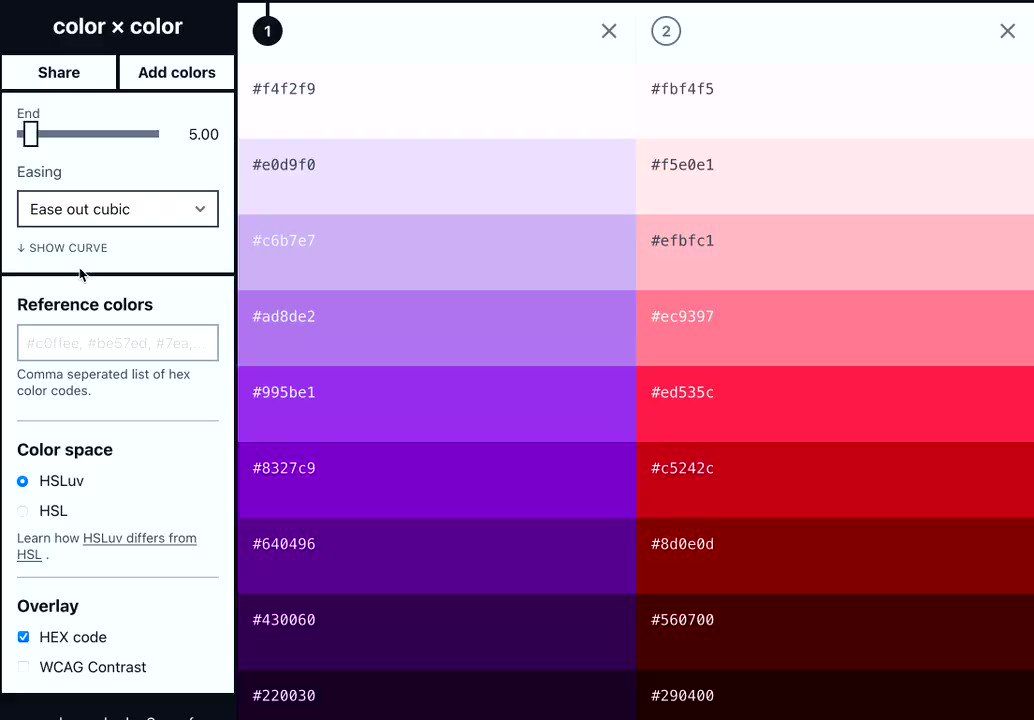 color × color
Share
Add colors
End
5.00
Easing
Ease out cubic
↓ SHOW CURVE
Reference colors
#c0ffee, #be57ed, #7ea,...
Comma seperated list of hex
color codes.
Color space
HSLuv
HSL
Learn how HSLuv differs from
HSL .
Overlay
HEX code
WCAG Contrast
1
#f4f2f9
#e0d9f0
#c6b7e7
#ad8de2
#995be1
#8327c9
#640496
#430060
#220030
2
#fbf4f5
#f5e0e1
#efbfc1
#ec9397
#ed535c
#c5242c
#8d0e0d
#560700
#290400